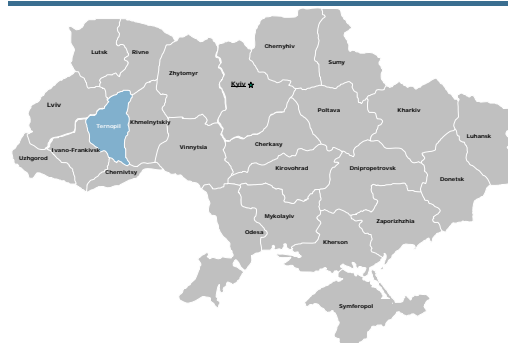 Chernyhiv
Lutsk
Rivne
Sumy
Zhytomyr
Kyiv
Lviv
Poltava
Kharkiv
Ternopil
Khmelnytskiy
Luhansk
Cherkasy
Vinnytsia
Ivano-Frankivsk
Uzhgorod
Kirovohrad
Dnipropetrovsk
Chernivtsy
Donetsk
Mykolayiv
Zaporizhzhia
Odesa
Kherson
Symferopol